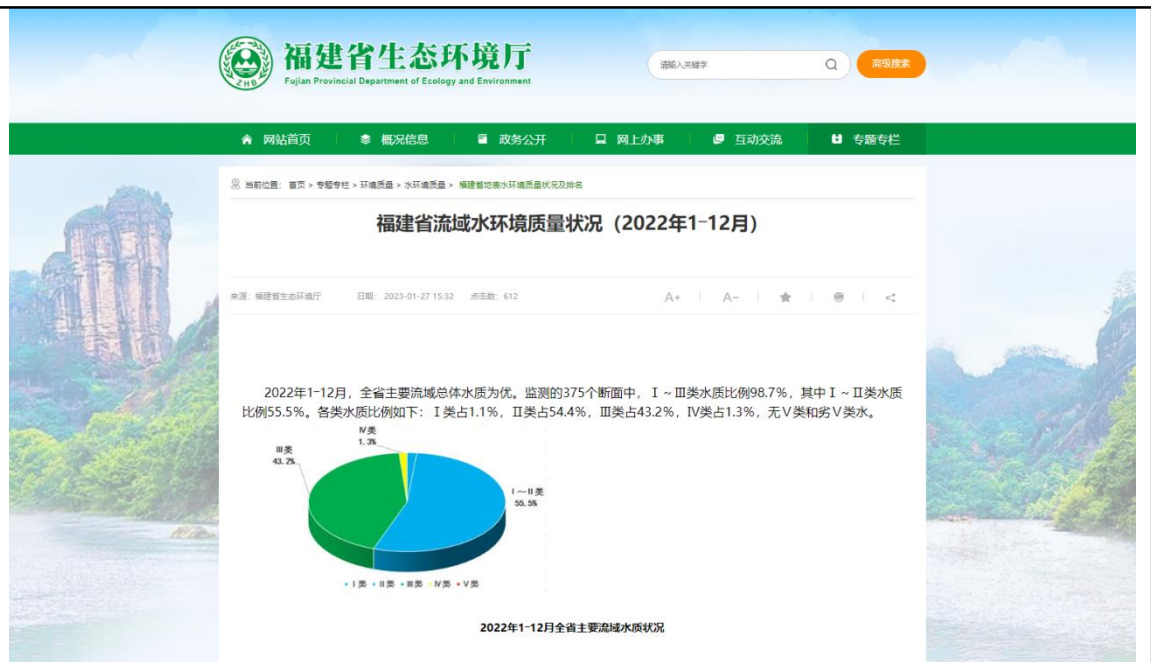 福建省生态环境厅
Fujian Provincial Department of Ecology and Environment
ZHB
请输入关键字
高级搜索
网站首页 概况信息 政务公开 网上办事 互动交流 专题专栏
当前位置: 首页 > 专题专栏 > 环境质量 > 水环境质量 > 福建省地表水环境质量状况及排名
福建省流域水环境质量状况（2022年1-12月）
来源: 福建省生态环境厅 日期: 2023-01-27 15:32 点击数: 612 A+ A-
2022年1-12月，全省主要流域总体水质为优。监测的375个断面中，Ⅰ～Ⅲ类水质比例98.7%，其中Ⅰ～Ⅱ类水质
比例55.5%。各类水质比例如下：Ⅰ类占1.1%，Ⅱ类占54.4%，Ⅲ类占43.2%，Ⅳ类占1.3%，无Ⅴ类和劣Ⅴ类水。
Ⅳ类
1.3%
Ⅲ类
43.2%
Ⅰ～Ⅱ类
55.5%
Ⅰ类 Ⅱ类 Ⅲ类 Ⅳ类 Ⅴ类
2022年1-12月全省主要流域水质状况